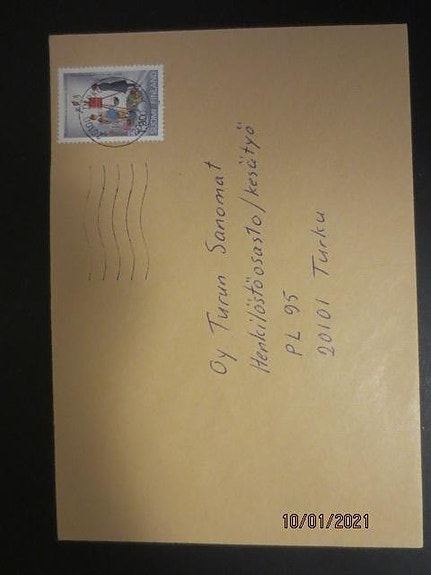 Oy Turun Sanomat
Henkilöstöosasto/kesätyö
PL 95
20101 Turku
10/01/2021